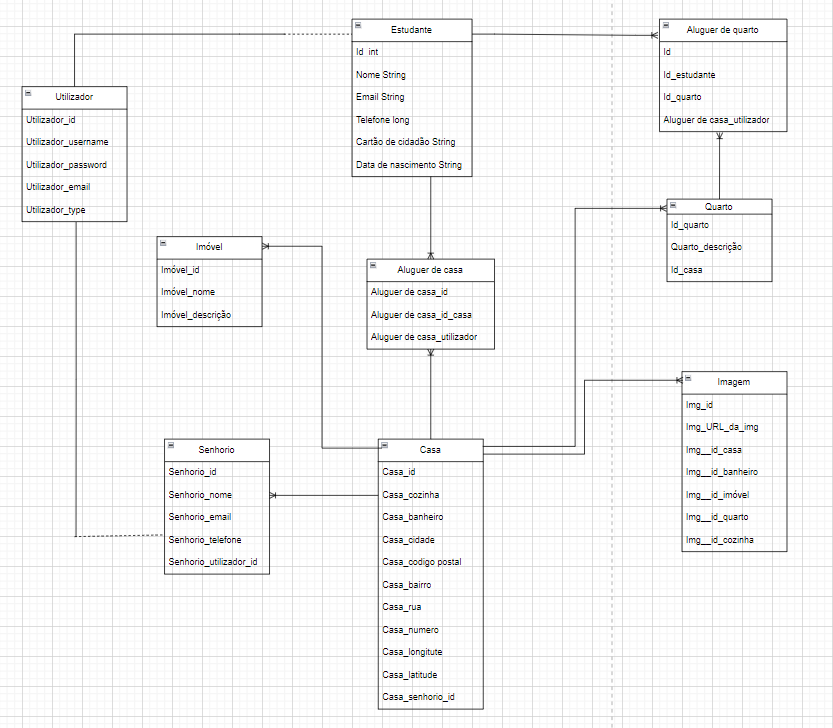 Estudante
Id int
Nome String
Email String
Telefone long
Cartão de cidadão String
Data de nascimento String
Aluguer de quarto
Id
Id_estudante
Id_quarto
Aluguer de casa_utilizador
Utilizador
Utilizador_id
Utilizador_username
Utilizador_password
Utilizador_email
Utilizador_type
Quarto
Id_quarto
Quarto_descrição
Id_casa
Imóvel
Imóvel_id
Imóvel_nome
Imóvel_descrição
Aluguer de casa
Aluguer de casa_id
Aluguer de casa_id_casa
Aluguer de casa_utilizador
Imagem
Img_id
Img_URL_da_img
Img__id_casa
Img__id_banheiro
Img__id_imóvel
Img__id_quarto
Img__id_cozinha
Senhorio
Senhorio_id
Senhorio_nome
Senhorio_email
Senhorio_telefone
Senhorio_utilizador_id
Casa
Casa_id
Casa_cozinha
Casa_banheiro
Casa_cidade
Casa_codigo postal
Casa_bairro
Casa_rua
Casa_numero
Casa_longitute
Casa_latitude
Casa_senhorio_id